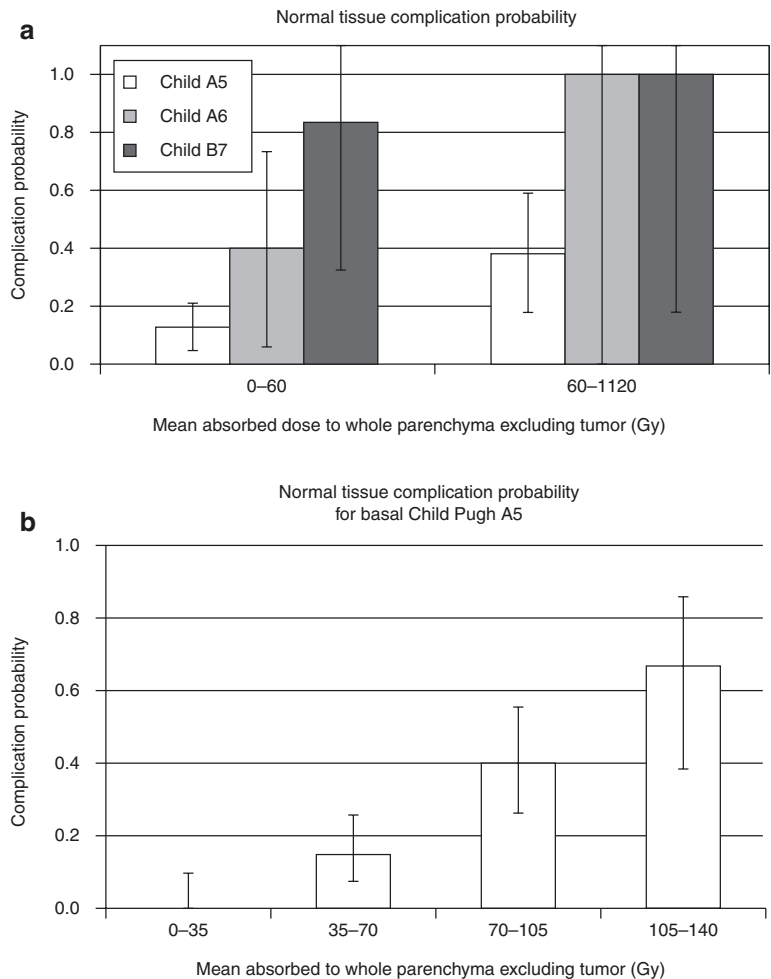 Normal tissue complication probability
a
1.0
0.8
0.6
0.4
0.2
0.0
Complication probability
Child A5
Child A6
Child B7
0–60
60–1120
Mean absorbed dose to whole parenchyma excluding tumor (Gy)
Normal tissue complication probability
for basal Child Pugh A5
b
1.0
0.8
0.6
0.4
0.2
0.0
Complication probability
0–35
35–70
70–105
105–140
Mean absorbed to whole parenchyma excluding tumor (Gy)